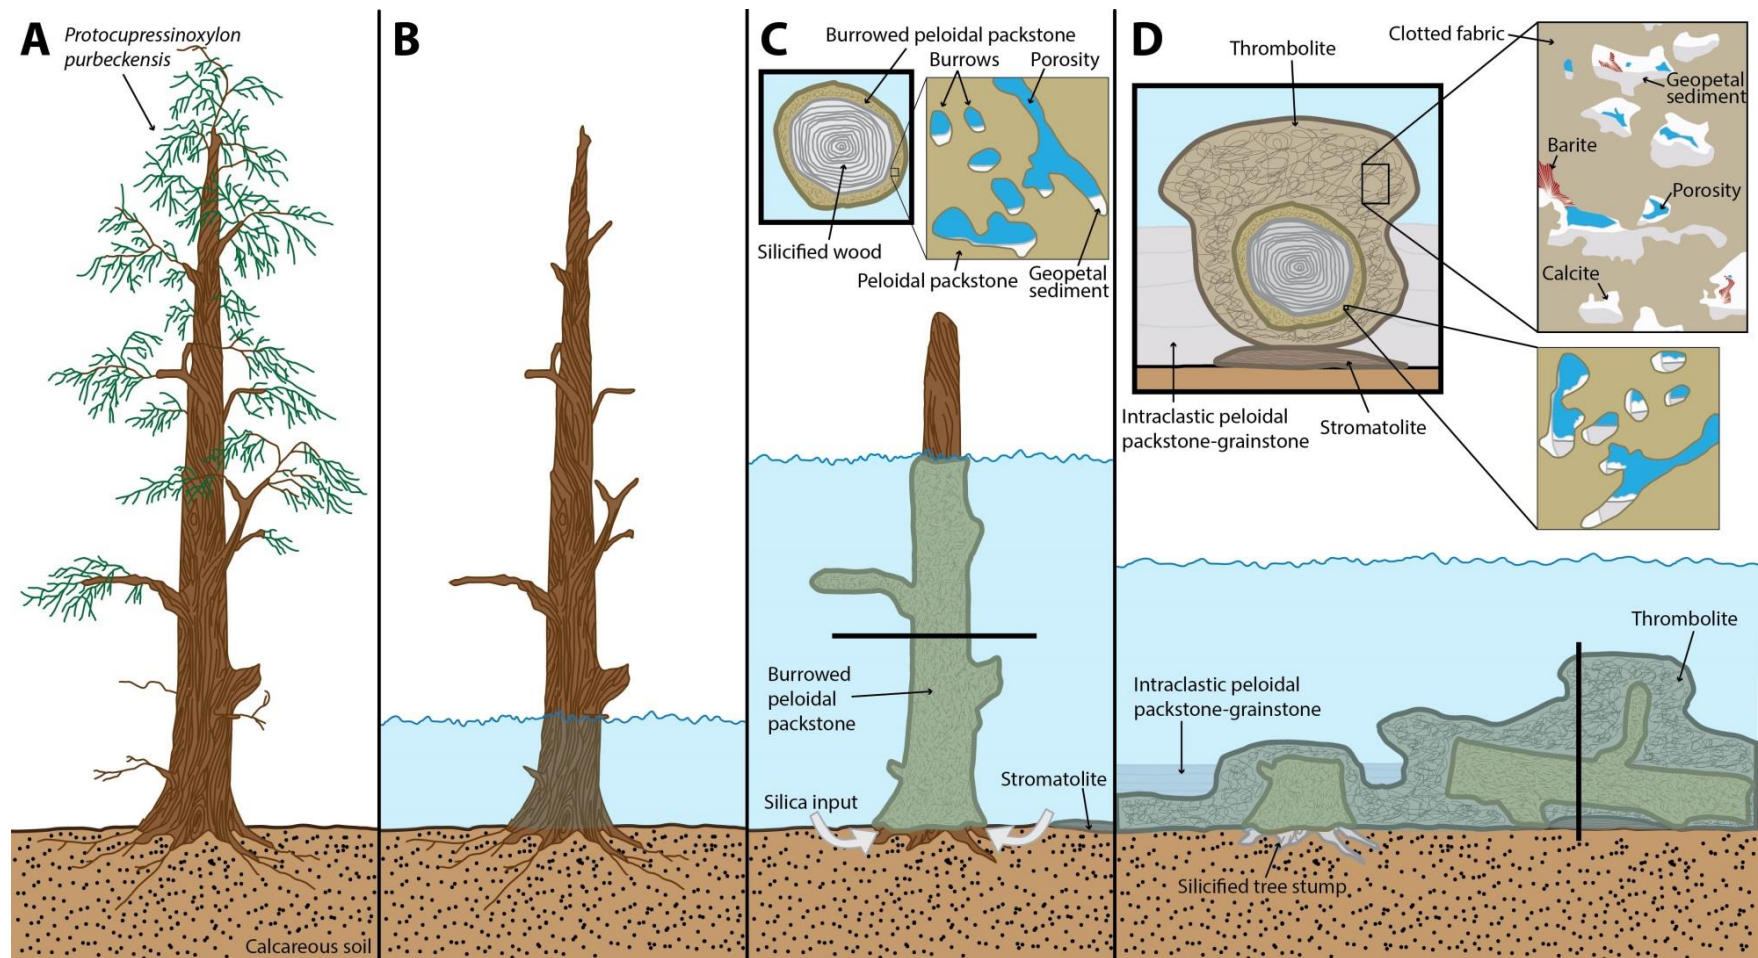 A
Protocupressinoxylon
purbeckensis
Calcareous soil
B
C
Burrowed peloidal packstone
Burrows
Porosity
Silicified wood
Peloidal packstone
Geopetal
sediment
Burrowed
peloidal
packstone
Silica input
Stromatolite
D
Thrombolite
Clotted fabric
Geopetal
sediment
Barite
Porosity
Calcite
Intraclastic peloidal
packstone-grainstone
Stromatolite
Thrombolite
Intraclastic peloidal
packstone-grainstone
Silicified tree stump